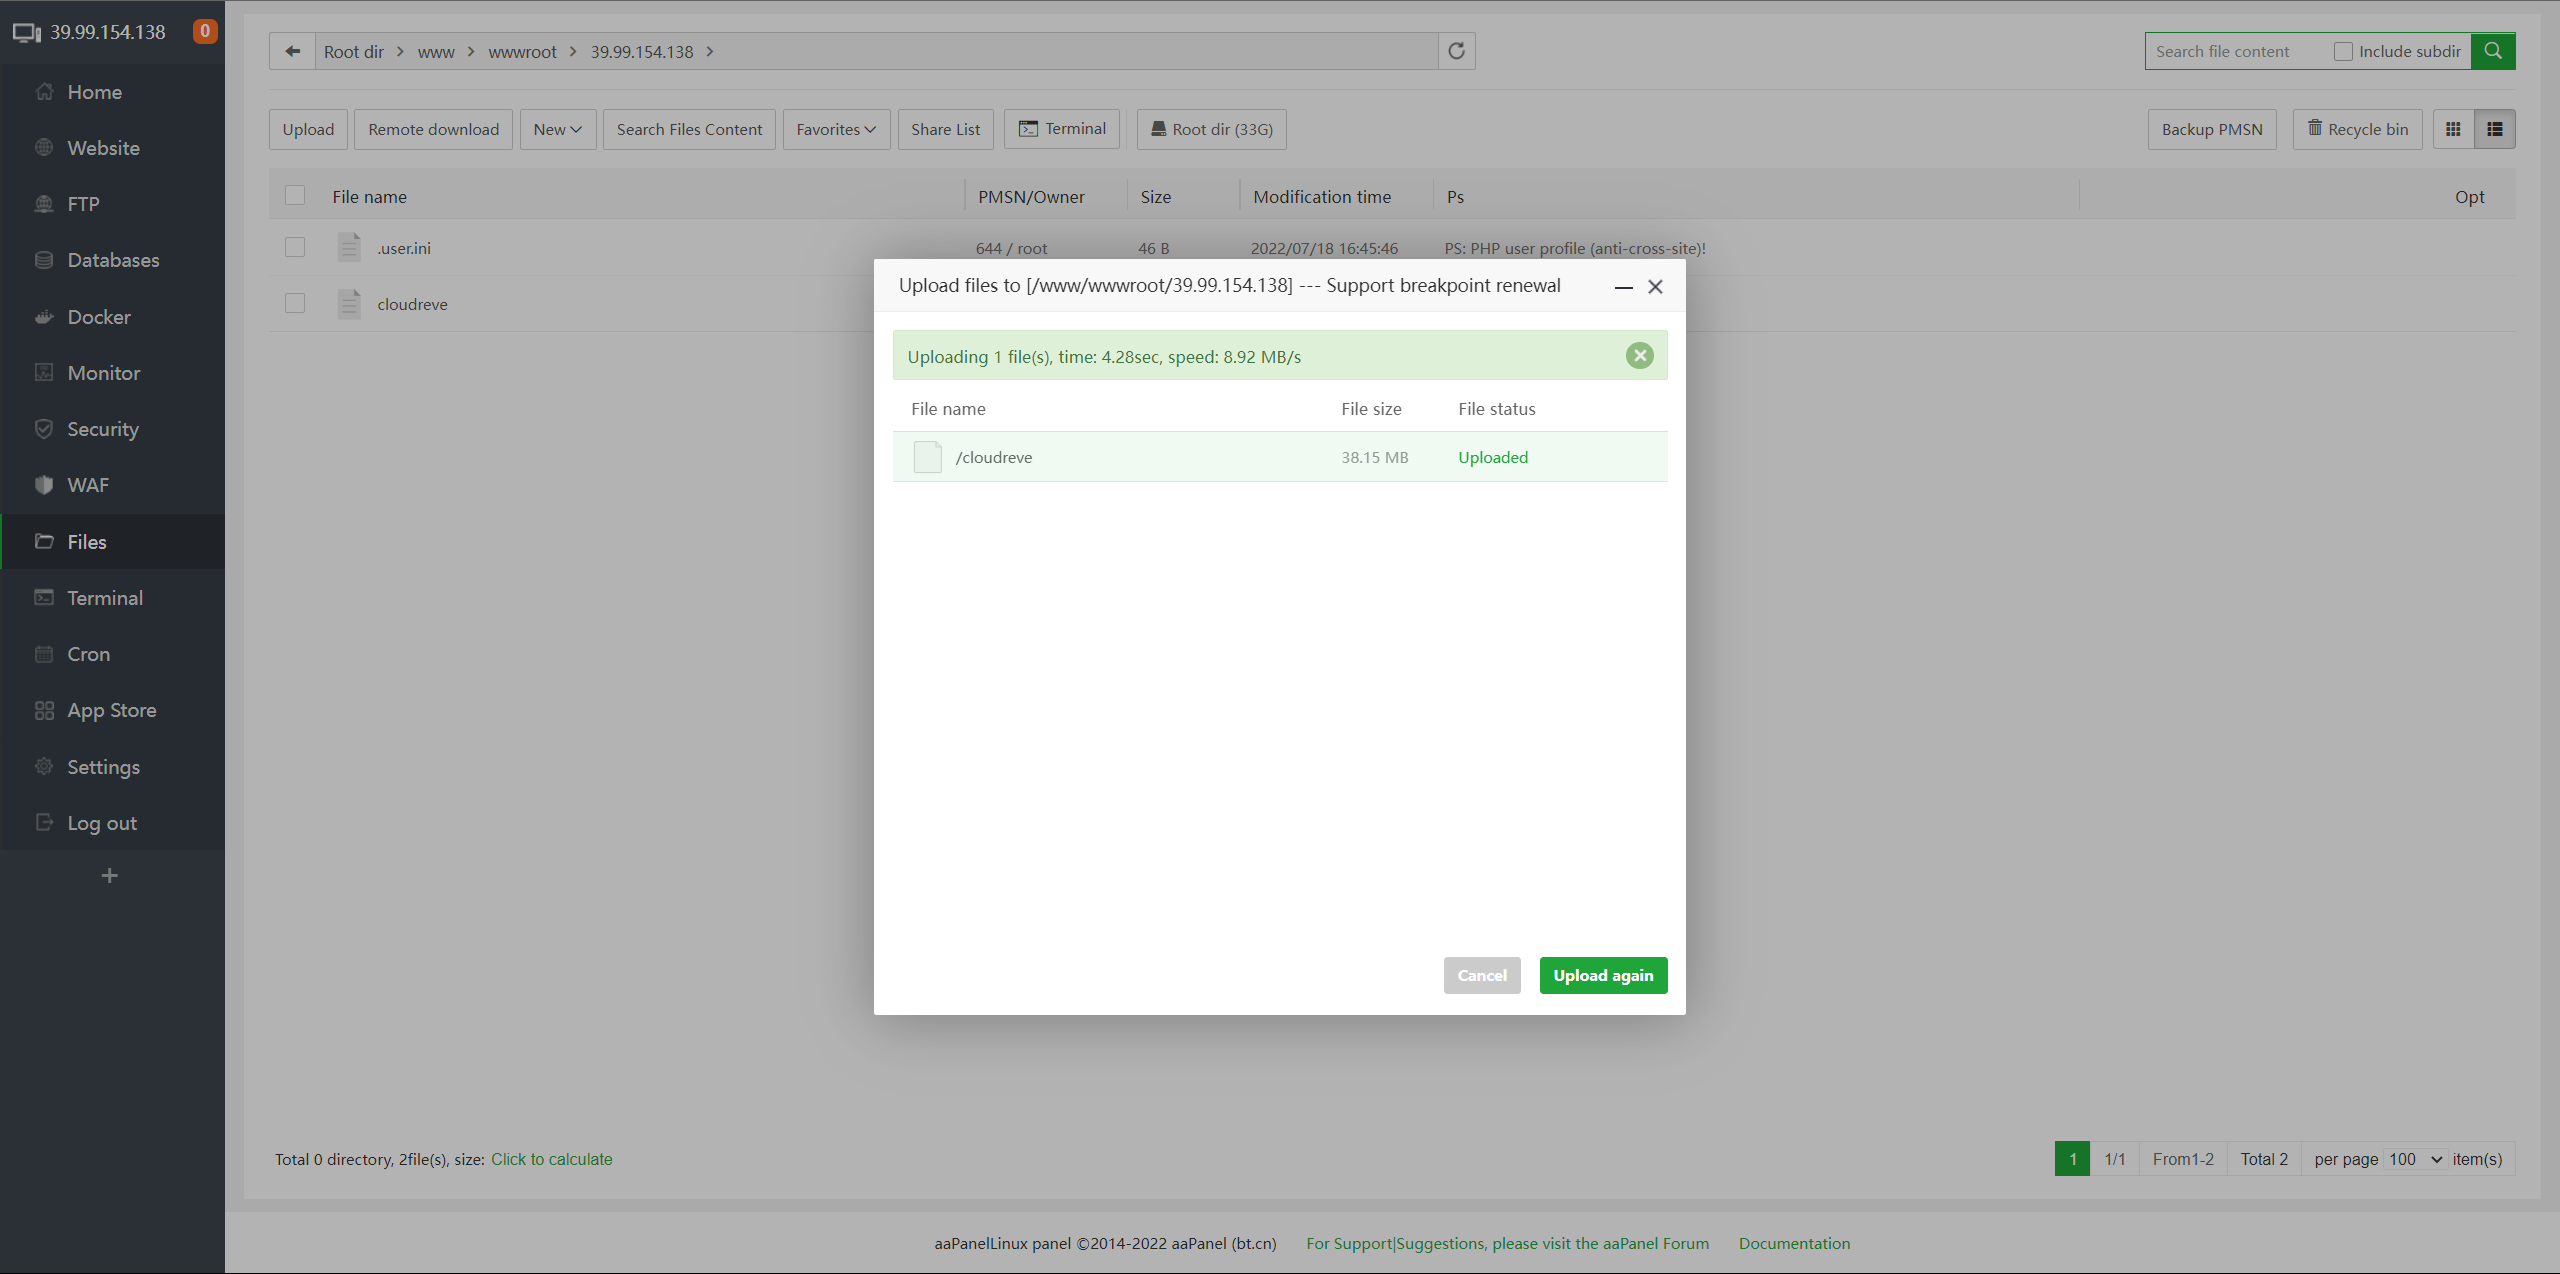 39.99.154.138 0
Home
Website
FTP
Databases
Docker
Monitor
Security
WAF
Files
Terminal
Cron
App Store
Settings
Log out
+
Root dir > www > wwwroot > 39.99.154.138 >
Search file content Include subdir
Upload Remote download New Search Files Content Favorites Share List Terminal Root dir (33G) Backup PMSN Recycle bin
File name PMSN/Owner Size Modification time Ps Opt
.user.ini 644 / root 46 B 2022/07/18 16:45:46 PS: PHP user profile (anti-cross-site)!
cloudreve
Upload files to [/www/wwwroot/39.99.154.138] --- Support breakpoint renewal
Uploading 1 file(s), time: 4.28sec, speed: 8.92 MB/s
File name File size File status
/cloudreve 38.15 MB Uploaded
Cancel Upload again
Total 0 directory, 2file(s), size: Click to calculate
1 1/1 From1-2 Total 2 per page 100 item(s)
aaPanelLinux panel ©2014-2022 aaPanel (bt.cn) For Support|Suggestions, please visit the aaPanel Forum Documentation